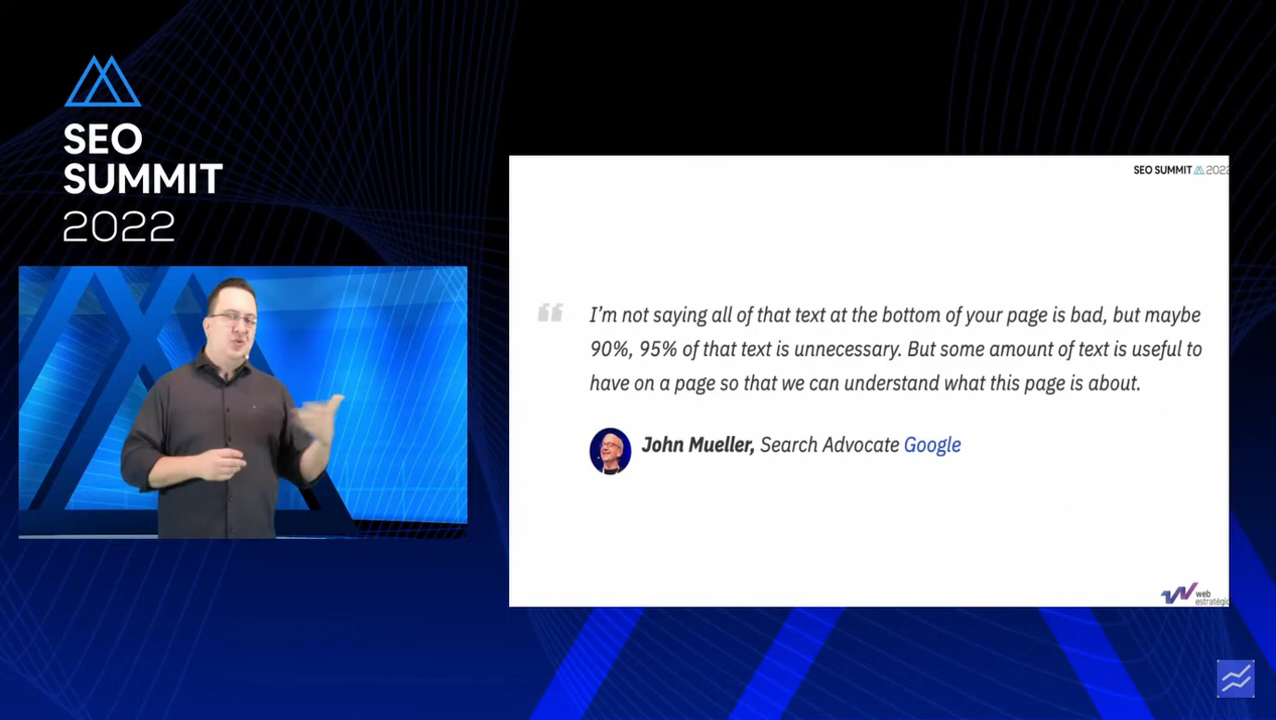 SEO
SUMMIT
2022
SEO SUMMIT 2022
I’m not saying all of that text at the bottom of your page is bad, but maybe
90%, 95% of that text is unnecessary. But some amount of text is useful to
have on a page so that we can understand what this page is about.
John Mueller, Search Advocate Google
web
estratégic